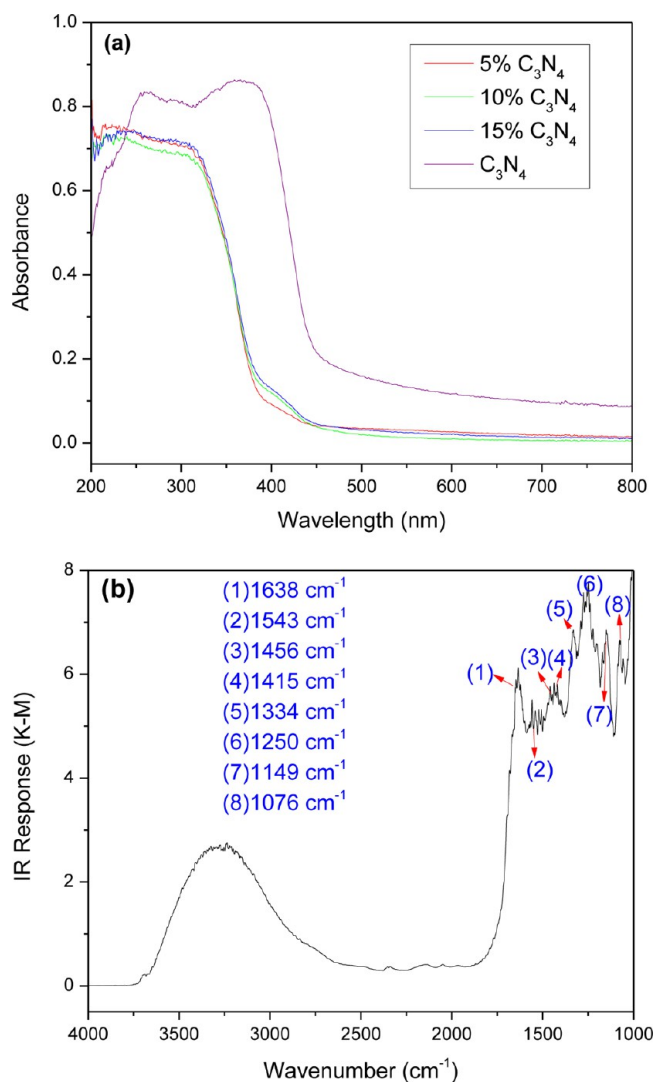 (a)
5% C₃N₄
10% C₃N₄
15% C₃N₄
C₃N₄
1.0
0.8
0.6
0.4
0.2
0.0
Absorbance
200 300 400 500 600 700 800
Wavelength (nm)
(b)
(1)1638 cm⁻¹
(2)1543 cm⁻¹
(3)1456 cm⁻¹
(4)1415 cm⁻¹
(5)1334 cm⁻¹
(6)1250 cm⁻¹
(7)1149 cm⁻¹
(8)1076 cm⁻¹
(1)
(2)
(3)
(4)
(5)
(6)
(7)
(8)
8
6
4
2
0
IR Response (K-M)
4000 3500 3000 2500 2000 1500 1000
Wavenumber (cm⁻¹)